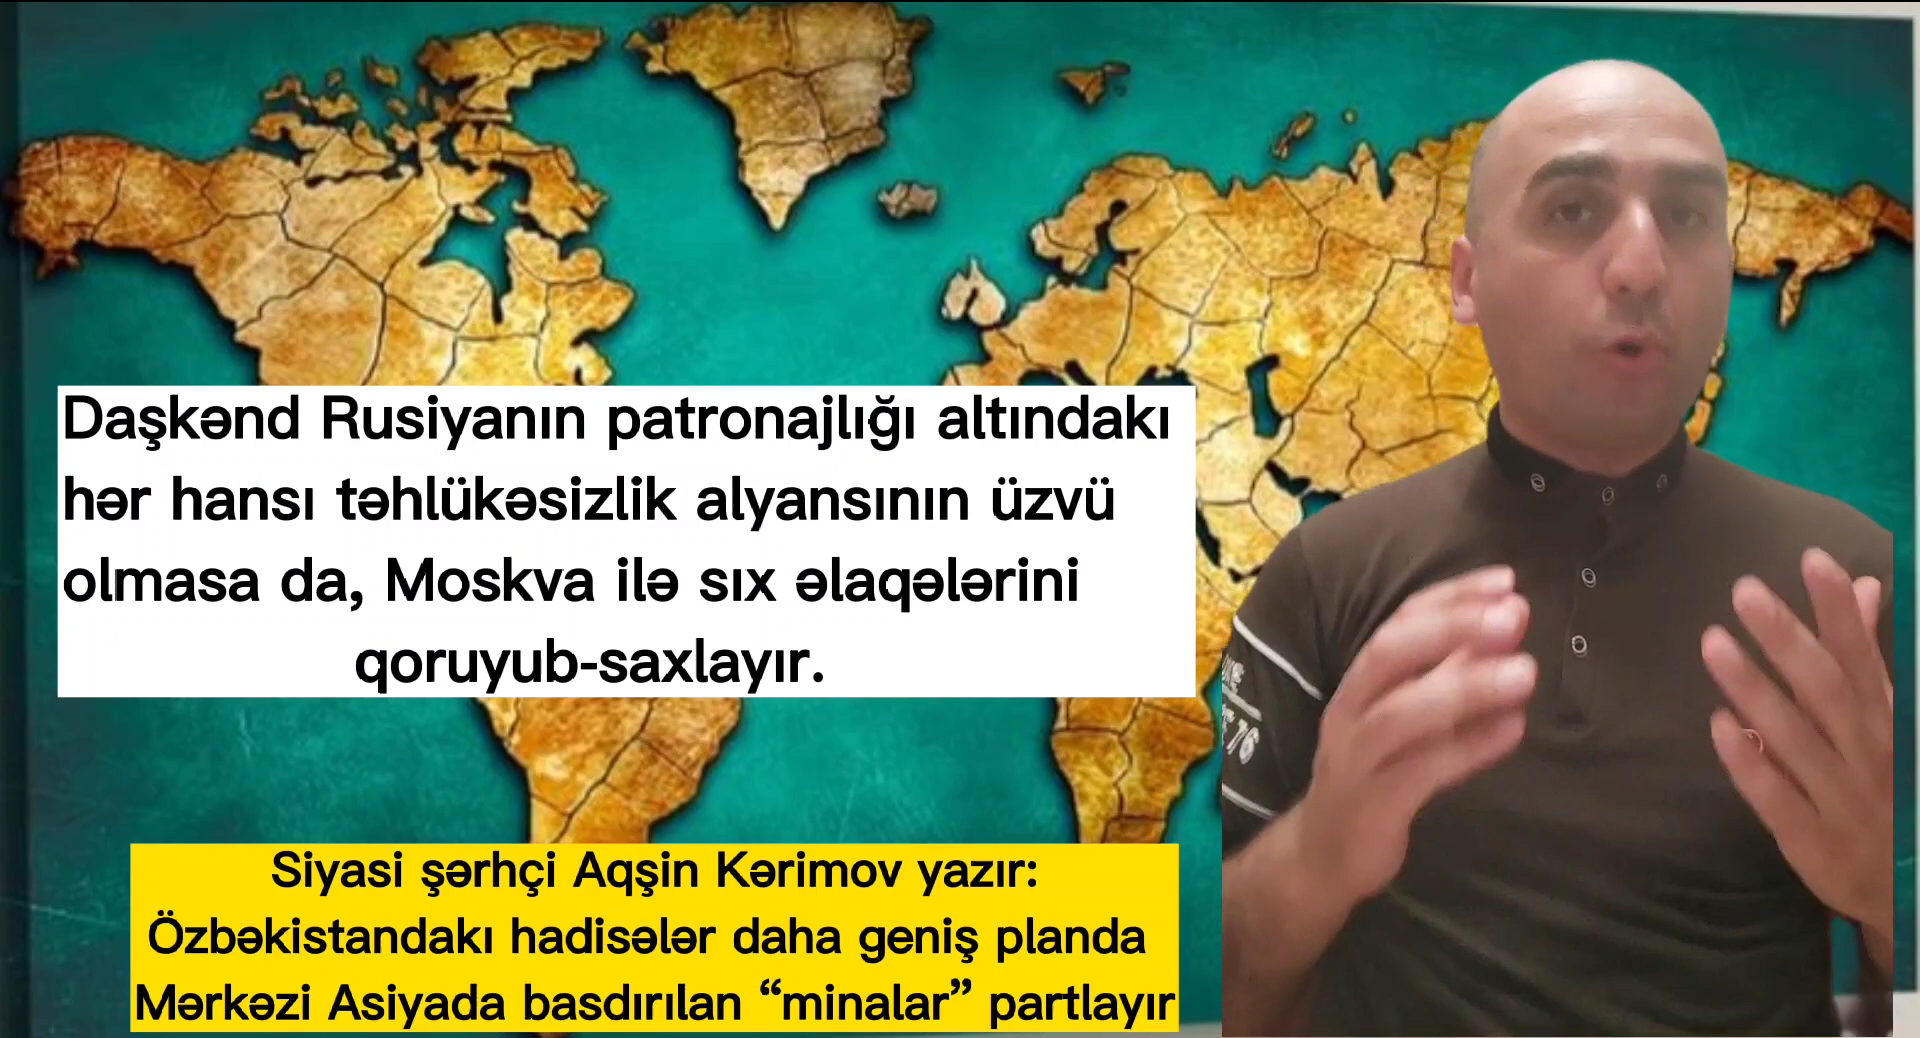 Daşkənd Rusiyanın patronajlığı altındakı
hər hansı təhlükəsizlik alyansının üzvü
olmasa da, Moskva ilə sıx əlaqələrini
qoruyub-saxlayır.
Siyasi şərhçi Aqşin Kərimov yazır:
Özbəkistandakı hadisələr daha geniş planda
Mərkəzi Asiyada basdırılan “minalar” partlayır
76